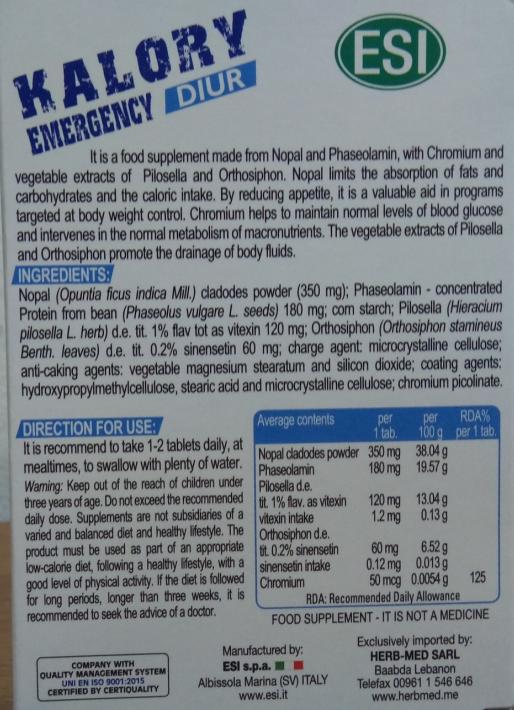 KALORY
EMERGENCY DIUR
ESI
It is a food supplement made from Nopal and Phaseolamin, with Chromium and
vegetable extracts of Pilosella and Orthosiphon. Nopal limits the absorption of fats and
carbohydrates and the caloric intake. By reducing appetite, it is a valuable aid in programs
targeted at body weight control. Chromium helps to maintain normal levels of blood glucose
and intervenes in the normal metabolism of macronutrients. The vegetable extracts of Pilosella
and Orthosiphon promote the drainage of body fluids.
INGREDIENTS:
Nopal (Opuntia ficus indica Mill.) cladodes powder (350 mg); Phaseolamin - concentrated
Protein from bean (Phaseolus vulgare L. seeds) 180 mg; corn starch; Pilosella (Hieracium
pilosella L. herb) d.e. tit. 1% flav tot as vitexin 120 mg; Orthosiphon (Orthosiphon stamineus
Benth. leaves) d.e. tit. 0.2% sinensetin 60 mg; charge agent: microcrystalline cellulose;
anti-caking agents: vegetable magnesium stearatum and silicon dioxide; coating agents:
hydroxypropylmethylcellulose, stearic acid and microcrystalline cellulose; chromium picolinate.
DIRECTION FOR USE:
It is recommend to take 1-2 tablets daily, at
mealtimes, to swallow with plenty of water.
Warning: Keep out of the reach of children under
three years of age. Do not exceed the recommended
daily dose. Supplements are not subsidiaries of a
varied and balanced diet and healthy lifestyle. The
product must be used as part of an appropriate
low-calorie diet, following a healthy lifestyle, with a
good level of physical activity. If the diet is followed
for long periods, longer than three weeks, it is
recommended to seek the advice of a doctor.
Average contents per 1 tab. per 100 g RDA% per 1 tab.
Nopal cladodes powder 350 mg 38.04 g
Phaseolamin 180 mg 19.57 g
Pilosella d.e.
tit. 1% flav. as vitexin 120 mg 13.04 g
vitexin intake 1.2 mg 0.13 g
Orthosiphon d.e.
tit. 0.2% sinensetin 60 mg 6.52 g
sinensetin intake 0.12 mg 0.013 g
Chromium 50 mcg 0.0054 g 125
RDA: Recommended Daily Allowance
FOOD SUPPLEMENT - IT IS NOT A MEDICINE
COMPANY WITH
QUALITY MANAGEMENT SYSTEM
UNI EN ISO 9001:2015
CERTIFIED BY CERTIQUALITY
Manufactured by:
ESI s.p.a.
Albissola Marina (SV) ITALY
www.esi.it
Exclusively imported by:
HERB-MED SARL
Baabda Lebanon
Telefax 00961 1 546 646
www.herbmed.me